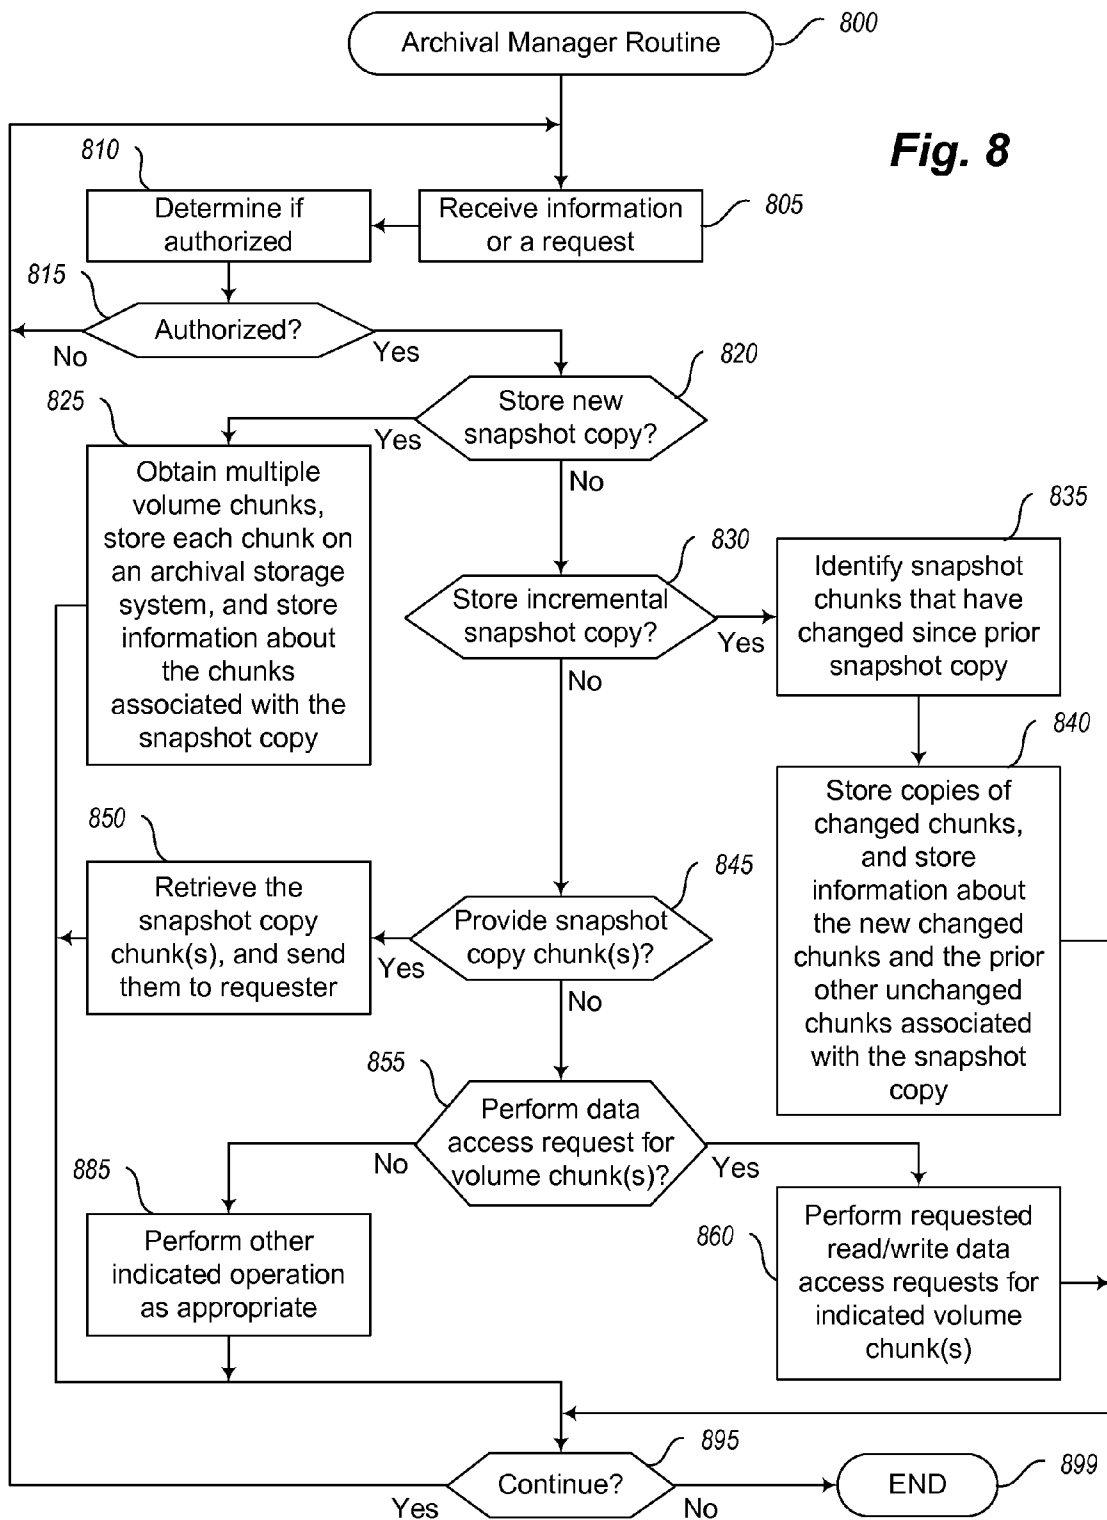 Archival Manager Routine
800
Fig. 8
810
Determine if
authorized
Receive information
or a request
805
815
Authorized?
No
Yes
820
Store new
snapshot copy?
Yes
No
825
Obtain multiple
volume chunks,
store each chunk on
an archival storage
system, and store
information about
the chunks
associated with the
snapshot copy
830
Store incremental
snapshot copy?
Yes
No
835
Identify snapshot
chunks that have
changed since prior
snapshot copy
840
Store copies of
changed chunks,
and store
information about
the new changed
chunks and the prior
other unchanged
chunks associated
with the snapshot
copy
850
Retrieve the
snapshot copy
chunk(s), and send
them to requester
845
Provide snapshot
copy chunk(s)?
Yes
No
855
Perform data
access request for
volume chunk(s)?
No
Yes
885
Perform other
indicated operation
as appropriate
860
Perform requested
read/write data
access requests for
indicated volume
chunk(s)
895
Continue?
Yes
No
END
899